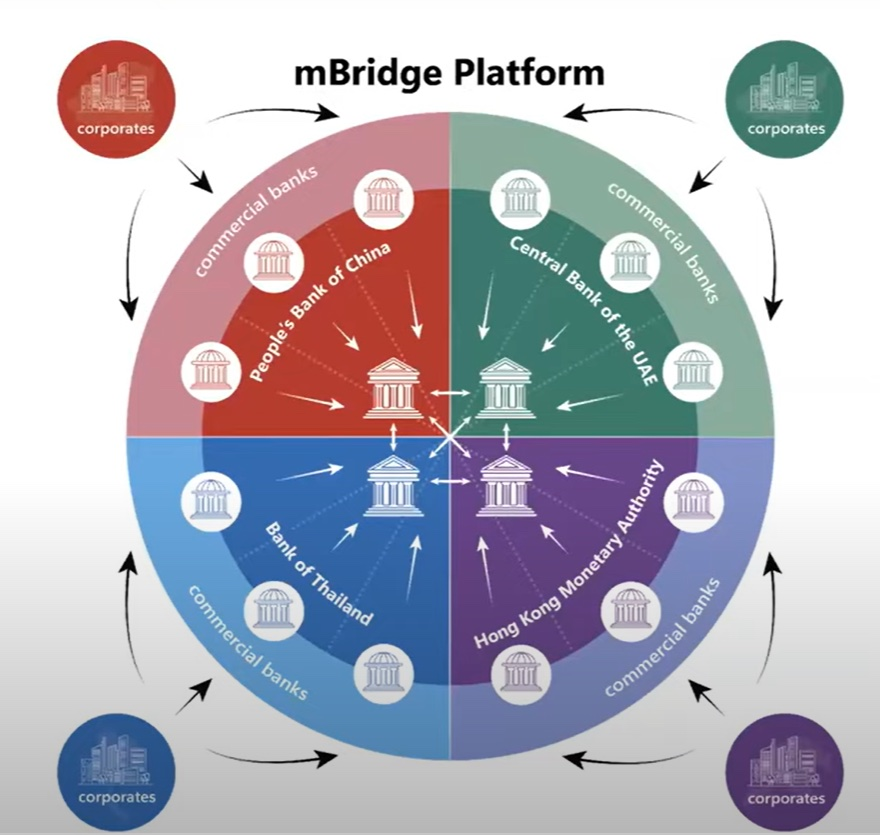 mBridge Platform
corporates
corporates
commercial banks
commercial banks
People's Bank of China
Central Bank of the UAE
Bank of Thailand
Hong Kong Monetary Authority
commercial banks
commercial banks
corporates
corporates